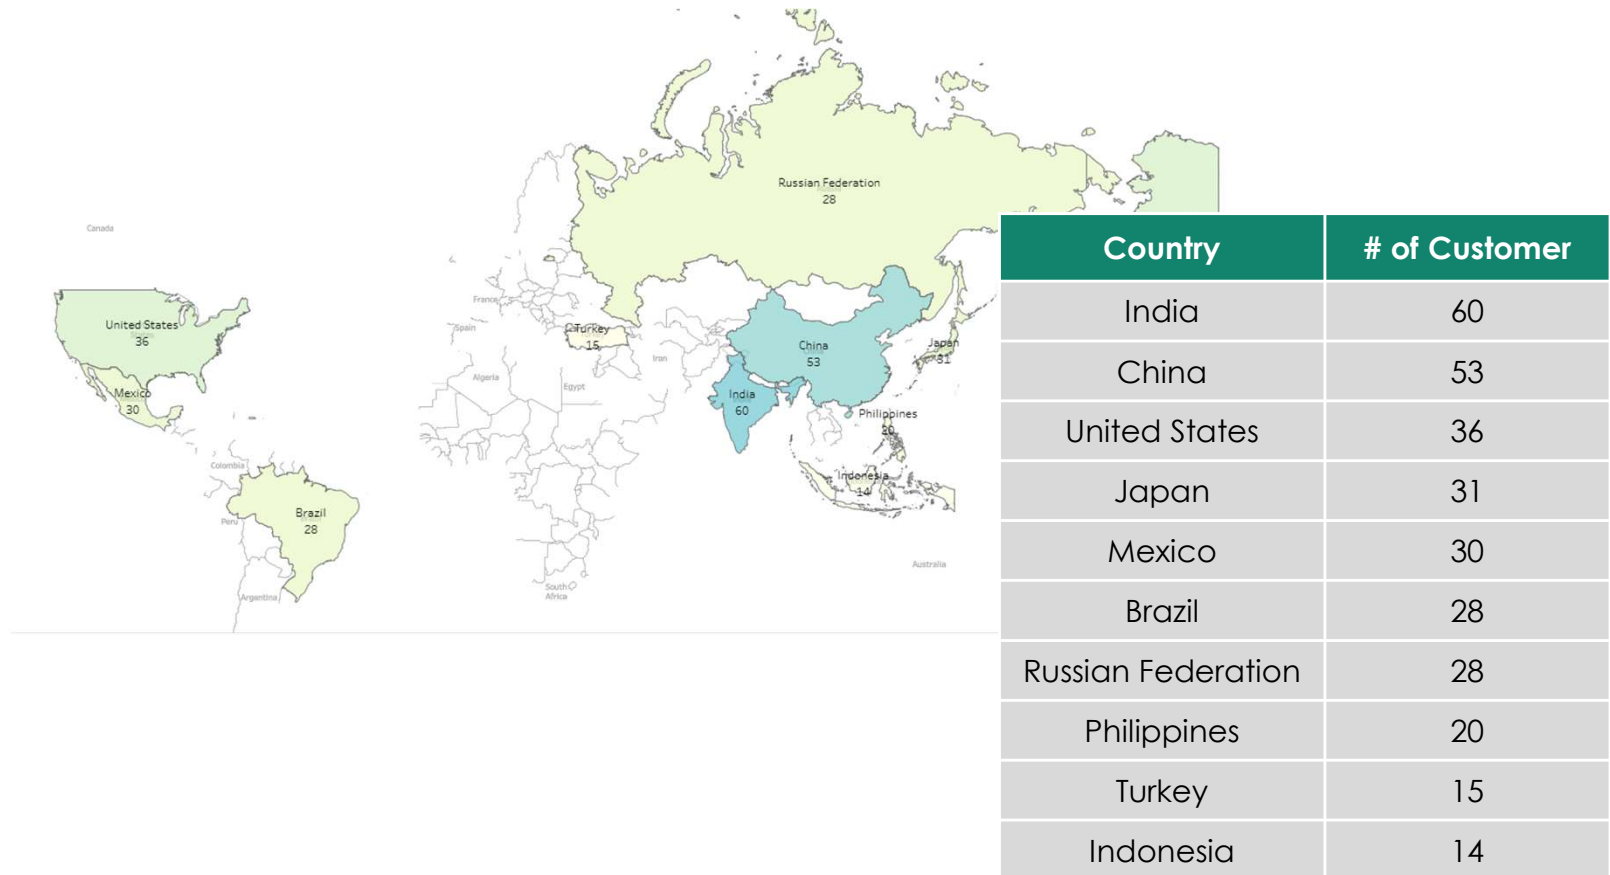 Canada
Russian Federation
28
United States
36
Mexico
30
France
Spain
Turkey
15
Iran
Algeria
Egypt
China
53
Japan
31
India
60
Philippines
20
Indonesia
14
Colombia
Peru
Brazil
28
Argentina
South
Africa
Australia
Country # of Customer
India 60
China 53
United States 36
Japan 31
Mexico 30
Brazil 28
Russian Federation 28
Philippines 20
Turkey 15
Indonesia 14